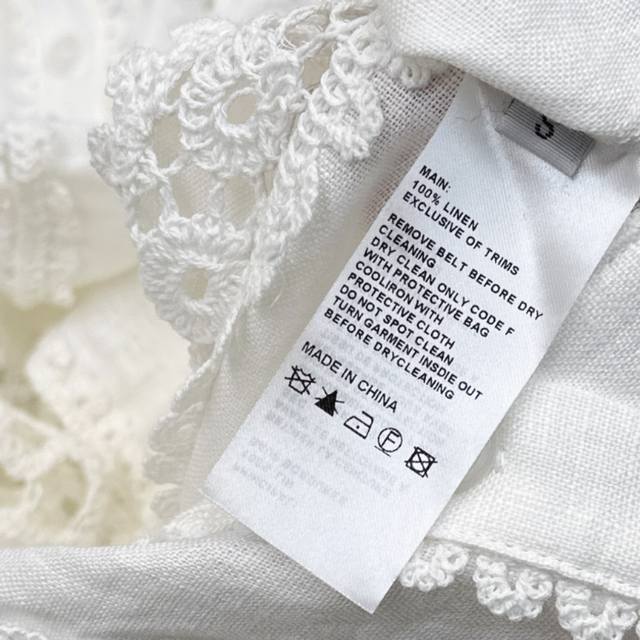 MAIN:
100% LINEN
EXCLUSIVE OF TRIMS
REMOVE BELT BEFORE DRY
CLEANING
DRY CLEAN ONLY CODE F
WITH PROTECTIVE BAG
COOLIRON WITH
PROTECTIVE CLOTH
DO NOT SPOT CLEAN
TURN GARMENT INSDIE OUT
BEFORE DRYCLEANING
MADE IN CHINA
F